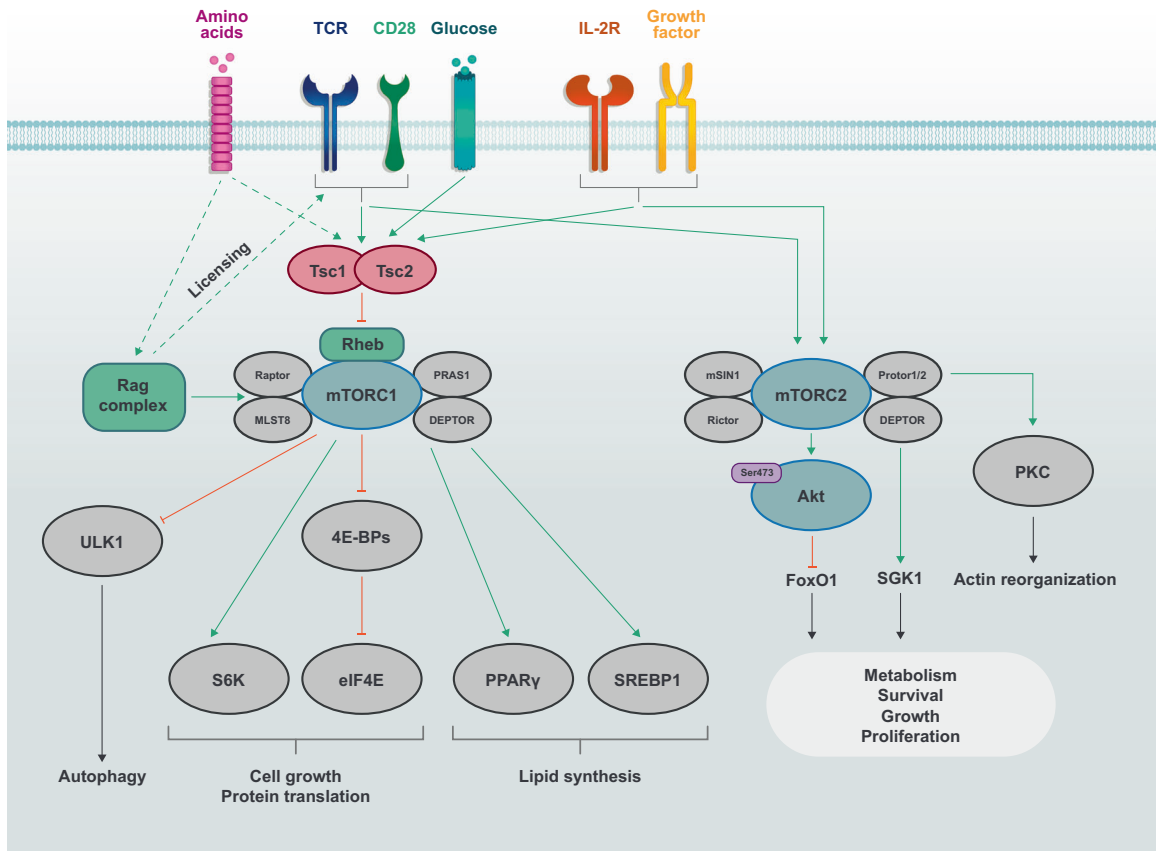 Amino
acids
TCR
CD28
Glucose
IL-2R
Growth
factor
Licensing
Tsc1
Tsc2
Rheb
Rag
complex
Raptor
mTORC1
PRAS1
MLST8
DEPTOR
mSIN1
mTORC2
Protor1/2
Rictor
DEPTOR
Ser473
Akt
PKC
ULK1
4E-BPs
FoxO1
SGK1
Actin reorganization
S6K
eIF4E
PPARγ
SREBP1
Metabolism
Survival
Growth
Proliferation
Autophagy
Cell growth
Protein translation
Lipid synthesis